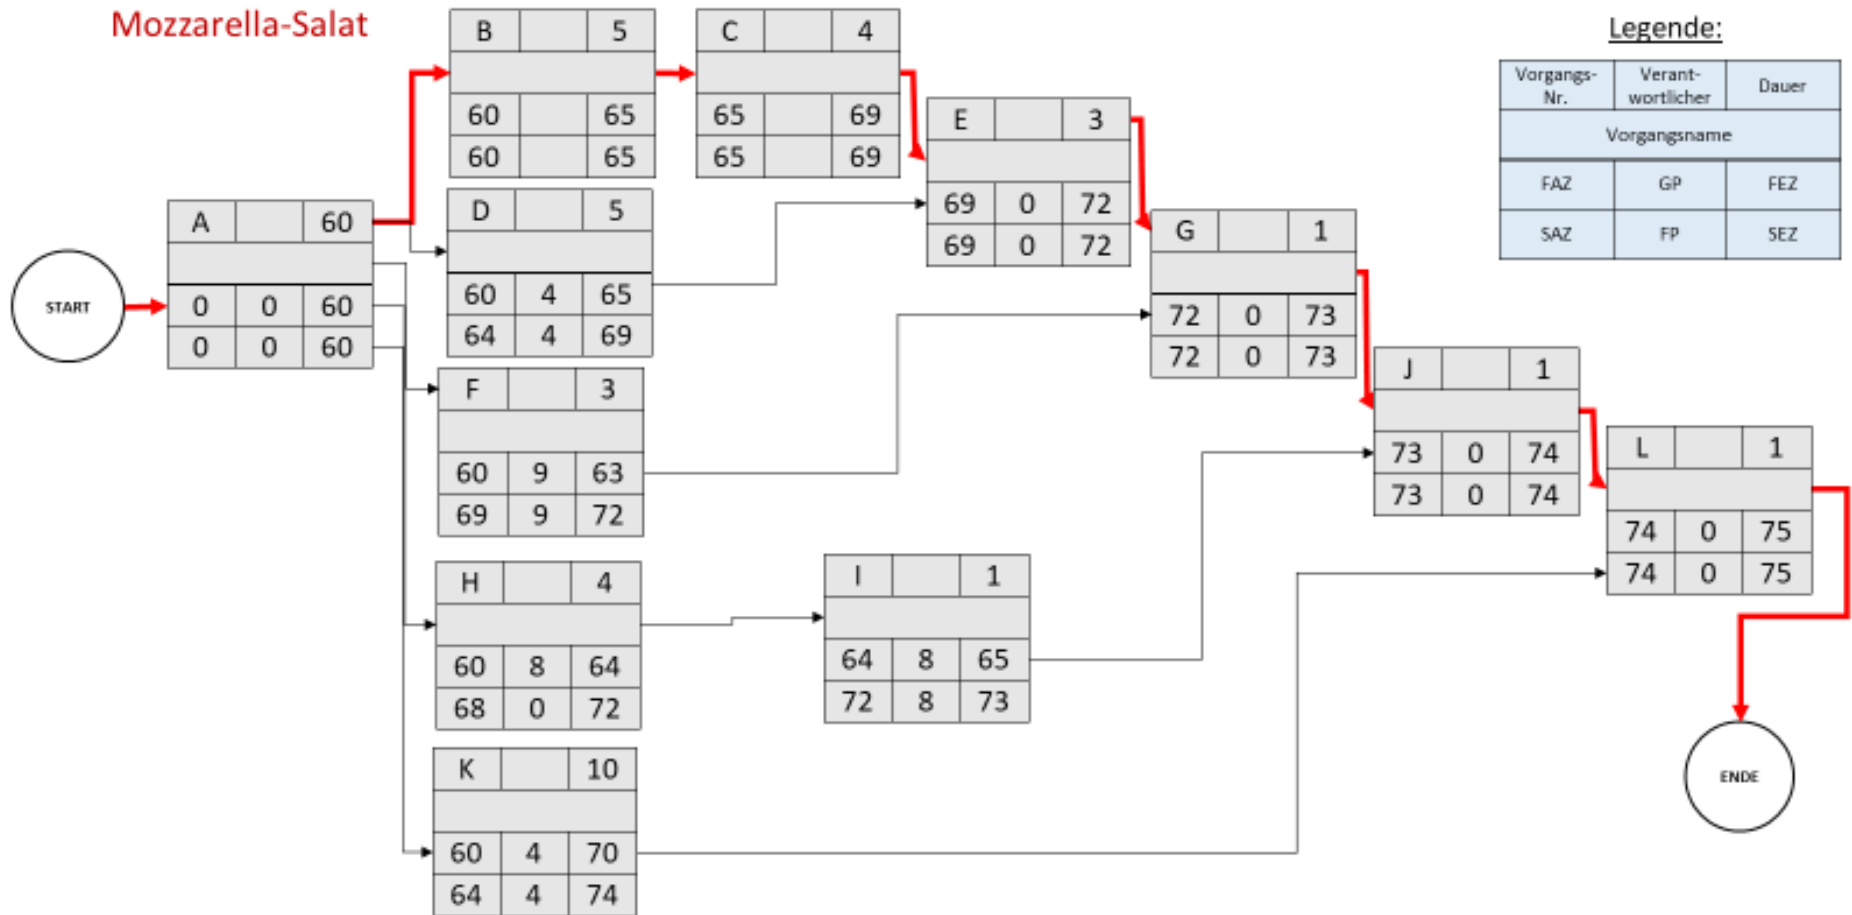 Mozzarella-Salat
Legende:
Vorgangs-
Nr.
Verant-
wortlicher
Dauer
Vorgangsname
FAZ GP FEZ
SAZ FP SEZ
START
A 60
0 0 60
0 0 60
B 5
60 65
60 65
C 4
65 69
65 69
D 5
60 4 65
64 4 69
E 3
69 0 72
69 0 72
F 3
60 9 63
69 9 72
G 1
72 0 73
72 0 73
H 4
60 8 64
68 0 72
I 1
64 8 65
72 8 73
J 1
73 0 74
73 0 74
K 10
60 4 70
64 4 74
L 1
74 0 75
74 0 75
ENDE